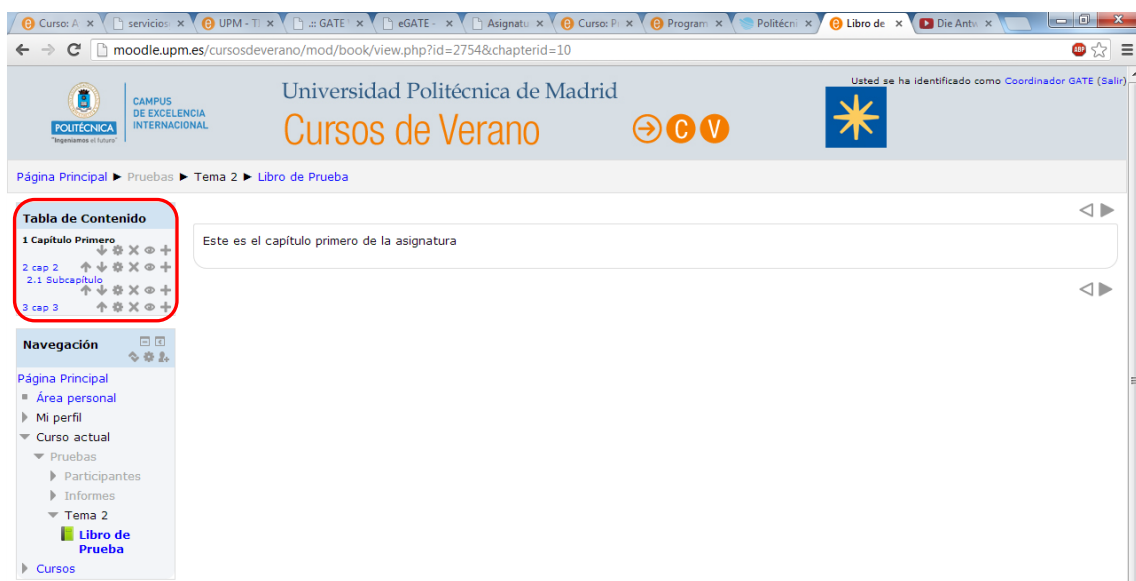 Curso: A
servicios
UPM - T
.:: GATE
eGATE -
Asignatu
Curso: P
Program
Politécni
Libro de
Die Antw
moodle.upm.es/cursosdeverano/mod/book/view.php?id=2754&chapterid=10
ABP
Usted se ha identificado como Coordinador GATE (Salir)
POLITÉCNICA
"Ingeniamos el futuro"
CAMPUS
DE EXCELENCIA
INTERNACIONAL
Universidad Politécnica de Madrid
Cursos de Verano
C V
Página Principal ► Pruebas ► Tema 2 ► Libro de Prueba
Tabla de Contenido
1 Capítulo Primero
2 cap 2
2.1 Subcapítulo
3 cap 3
Este es el capítulo primero de la asignatura
Navegación
Página Principal
Área personal
Mi perfil
Curso actual
Pruebas
Participantes
Informes
Tema 2
Libro de
Prueba
Cursos